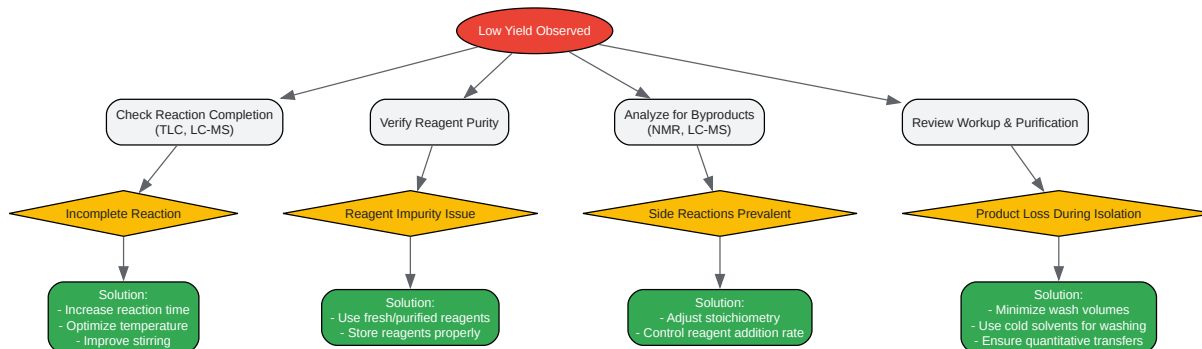 Low Yield Observed
Check Reaction Completion
(TLC, LC-MS)
Verify Reagent Purity
Analyze for Byproducts
(NMR, LC-MS)
Review Workup & Purification
Incomplete Reaction
Reagent Impurity Issue
Side Reactions Prevalent
Product Loss During Isolation
Solution:
- Increase reaction time
- Optimize temperature
- Improve stirring
Solution:
- Use fresh/purified reagents
- Store reagents properly
Solution:
- Adjust stoichiometry
- Control reagent addition rate
Solution:
- Minimize wash volumes
- Use cold solvents for washing
- Ensure quantitative transfers